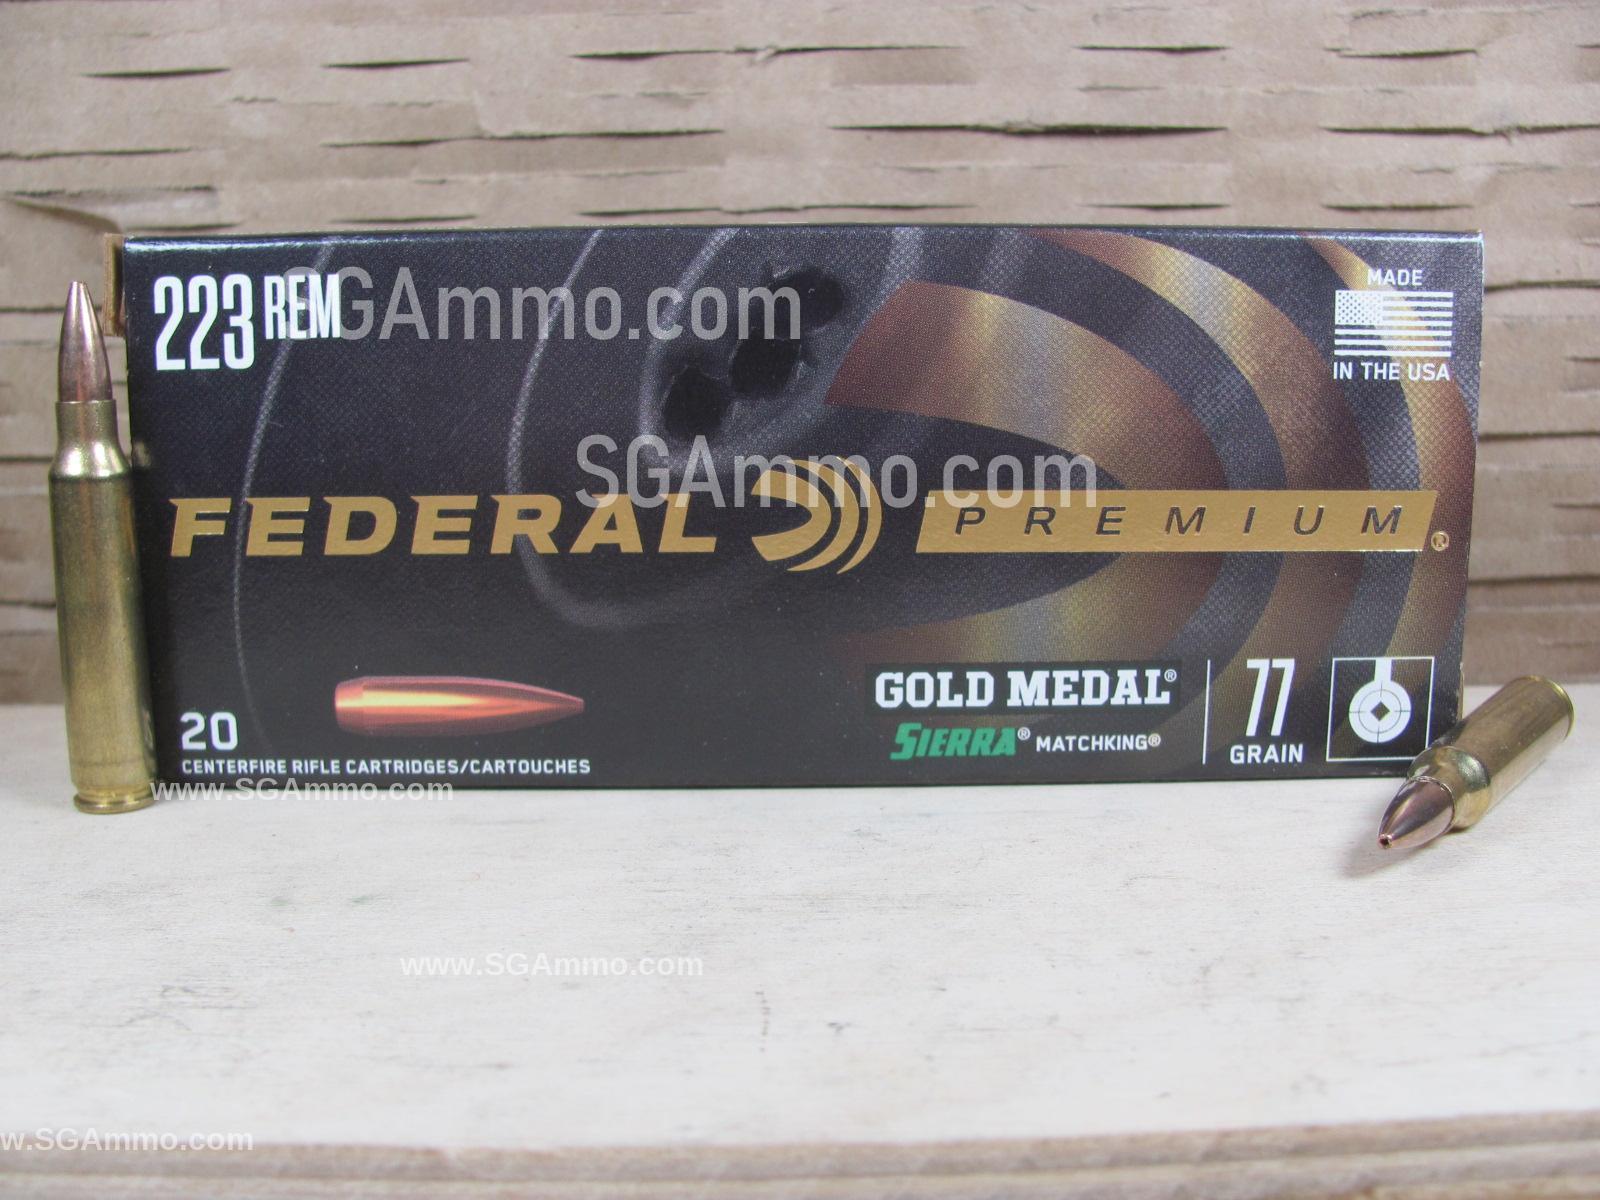 223 REM
SGAmmo.com
MADE
IN THE USA
SGAmmo.com
FEDERAL PREMIUM®
20
CENTERFIRE RIFLE CARTRIDGES/CARTOUCHES
GOLD MEDAL®
SIERRA® MATCHKING®
77
GRAIN
www.SGAmmo.com
www.SGAmmo.com
w.SGAmmo.com